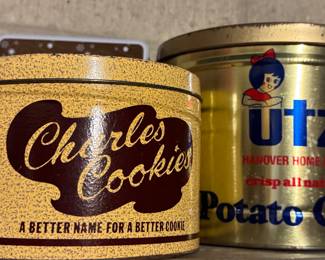 Charles
Cookies
A BETTER NAME FOR A BETTER COOKIE
utz
HANOVER HOME
crisp all na
Potato C